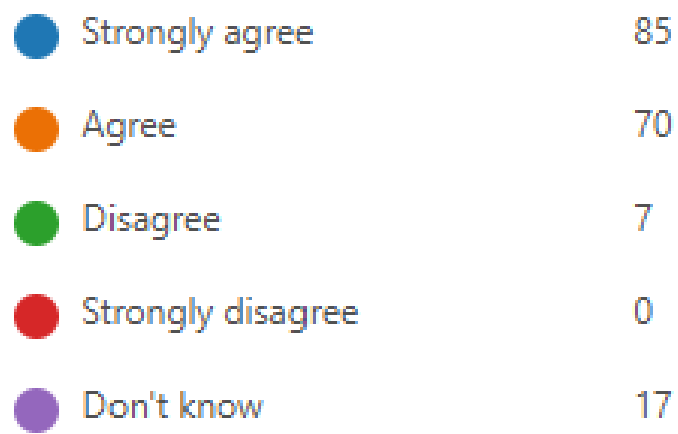 Strongly agree 85
Agree 70
Disagree 7
Strongly disagree 0
Don't know 17